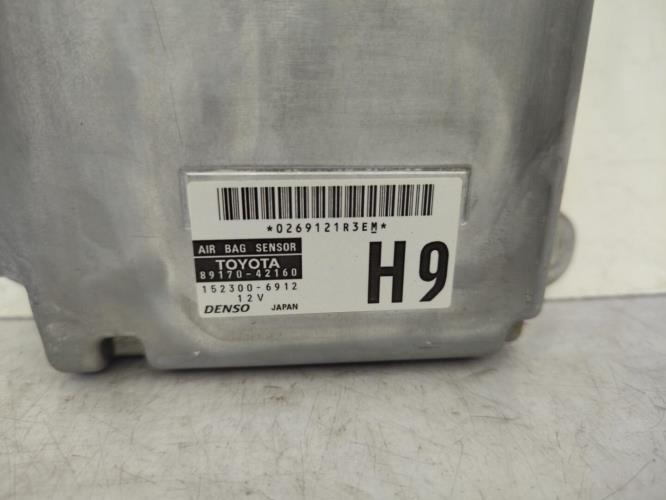 *0269121R3EM*
AIR BAG SENSOR
TOYOTA
89170-42160
152300-6912
12V
DENSO JAPAN
H9